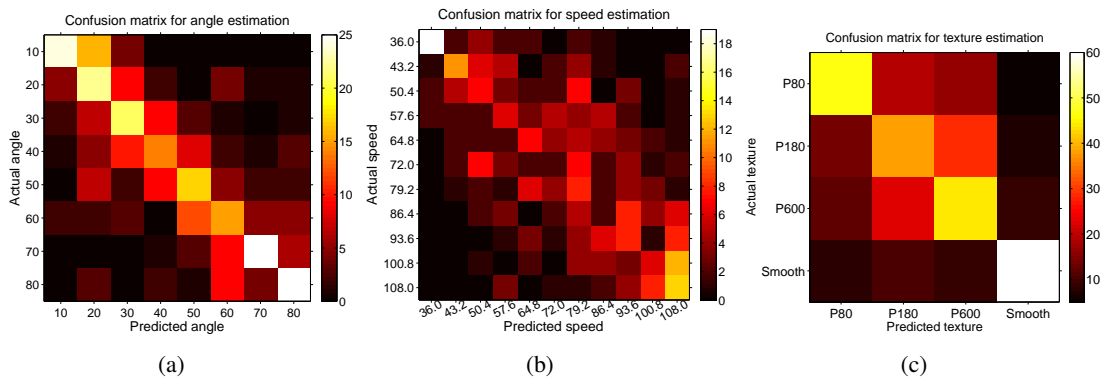 Confusion matrix for angle estimation
Actual angle
10
20
30
40
50
60
70
80
10 20 30 40 50 60 70 80
Predicted angle
25
20
15
10
5
0
(a)
Confusion matrix for speed estimation
Actual speed
36.0
43.2
50.4
57.6
64.8
72.0
79.2
86.4
93.6
100.8
108.0
36.0 43.2 50.4 57.6 64.8 72.0 79.2 86.4 93.6 100.8 108.0
Predicted speed
18
16
14
12
10
8
6
4
2
0
(b)
Confusion matrix for texture estimation
Actual texture
P80
P180
P600
Smooth
P80 P180 P600 Smooth
Predicted texture
60
50
40
30
20
10
(c)